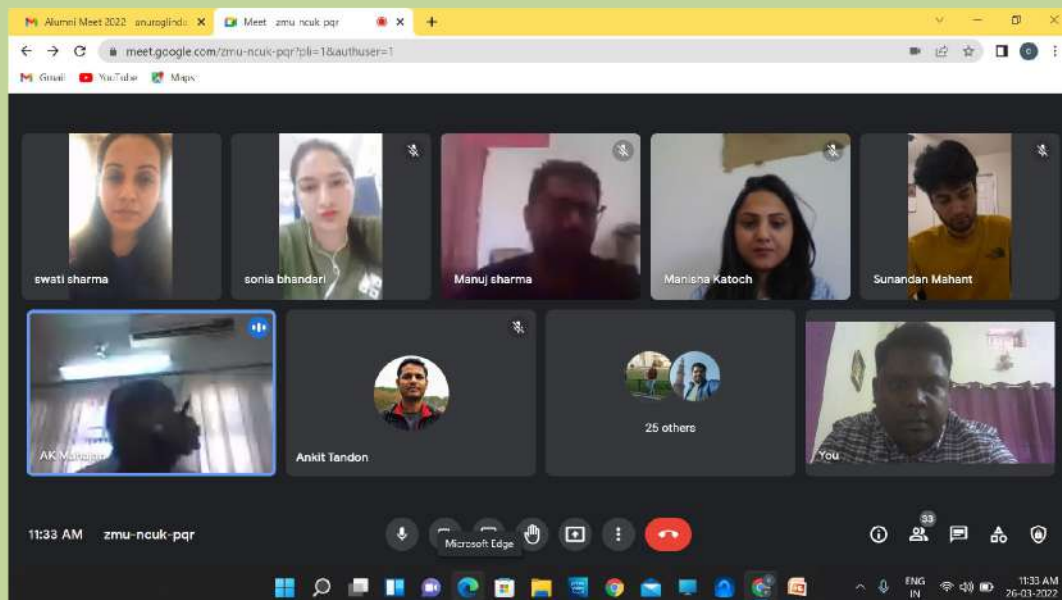 Alumni Meet 2022
Meet zmu ncuk pqr
meet.google.com/zmu-ncuk-pqr?pli=1&authuser=1
Gmail YouTube Maps
swati sharma
sonia bhandari
Manuj sharma
Manisha Katoch
Sunandan Mahant
AK Mahajan
Ankit Tandon
25 others
You
11:33 AM zmu-ncuk-pqr
33
Microsoft Edge
ENG
IN
11:33 AM
26-03-2022